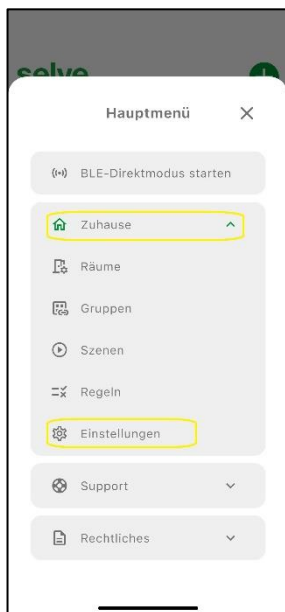 selve
Hauptmenü
BLE-Direktmodus starten
Zuhause
Räume
Gruppen
Szenen
Regeln
Einstellungen
Support
Rechtliches